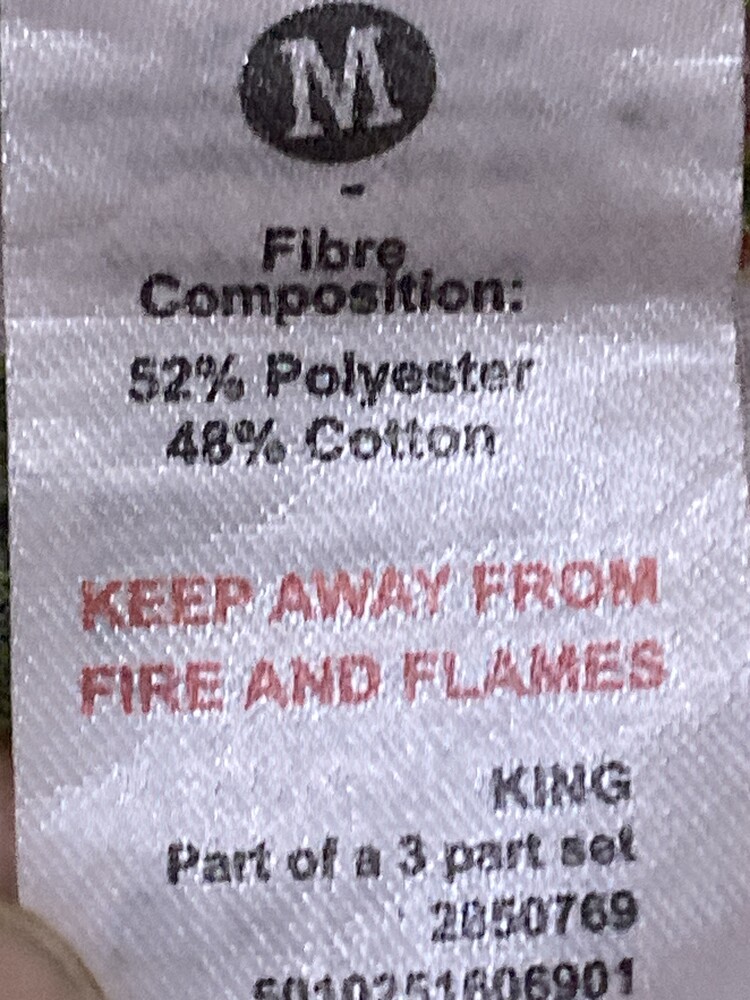 M
-
Fibre
Composition:
52% Polyester
48% Cotton
KEEP AWAY FROM
FIRE AND FLAMES
KING
Part of a 3 part set
2850769